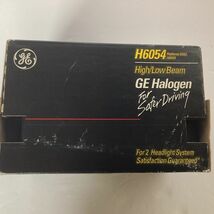 GE
H6054
High/Low Beam
GE Halogen
For
Safer Driving
For 2 Headlight System
Satisfaction Guaranteed